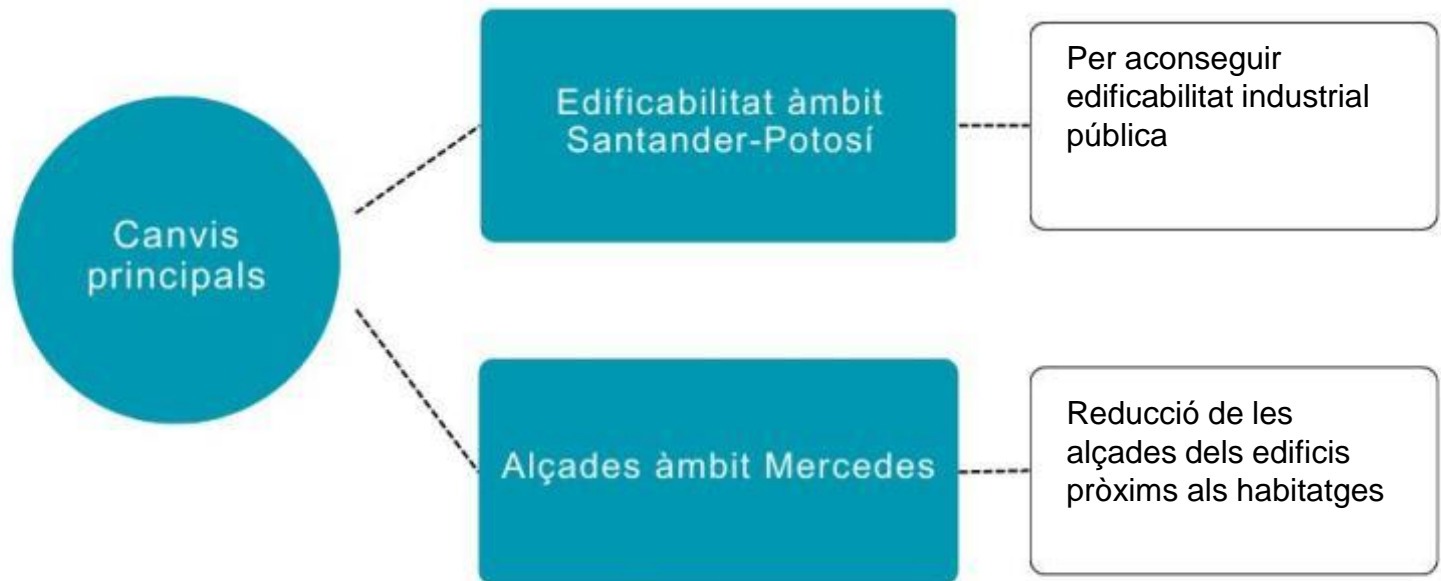 Canvis
principals
Edificabilitat àmbit
Santander-Potosí
Per aconseguir
edificabilitat industrial
pública
Alçades àmbit Mercedes
Reducció de les
alçades dels edificis
pròxims als habitatges